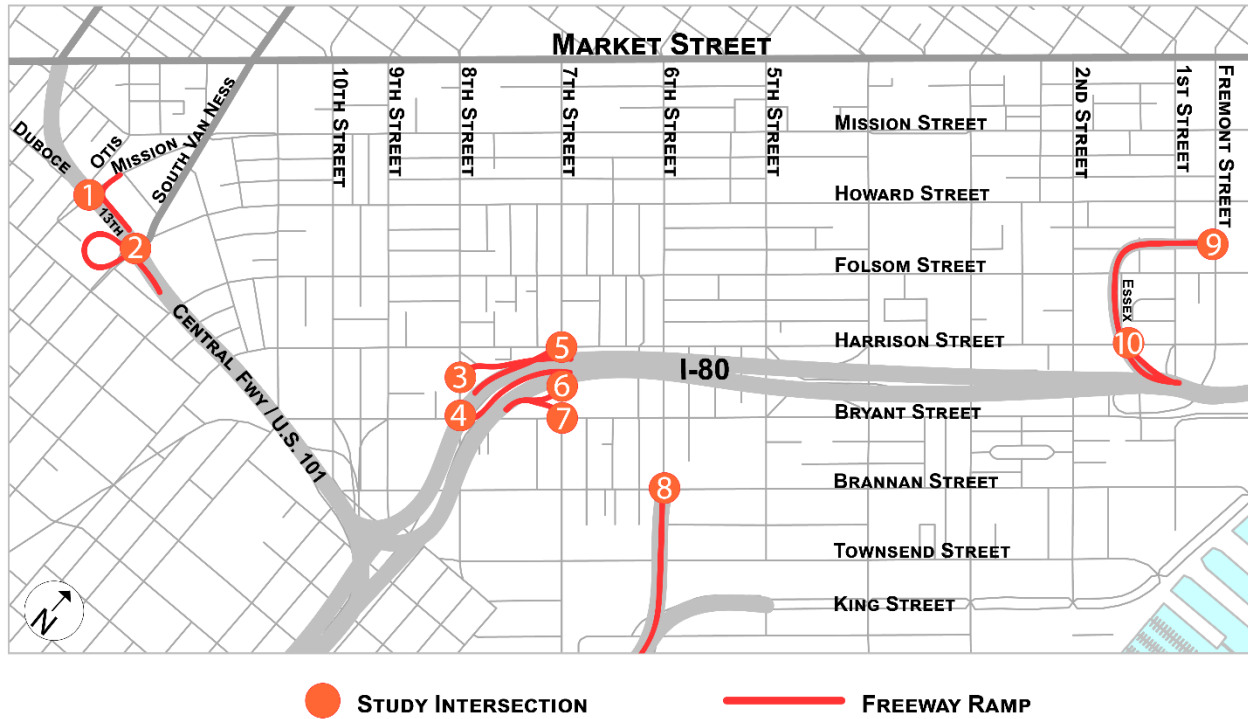 Market Street
Duboce
Otis
Mission
South Van Ness
13th
10th Street
9th Street
8th Street
7th Street
6th Street
5th Street
2nd Street
1st Street
Fremont Street
Mission Street
Howard Street
Folsom Street
Essex
Harrison Street
I-80
Bryant Street
Brannan Street
Townsend Street
King Street
Central Fwy / U.S. 101
1
2
3
4
5
6
7
8
9
10
N
Study Intersection
Freeway Ramp